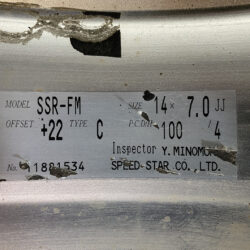 MODEL SSR-FM SIZE 14× 7.0 JJ
OFFSET +22 TYPE C P.C.D 100 / 4
Inspector Y.MINOMO
No. 11881534 SPEED-STAR CO.,LTD.